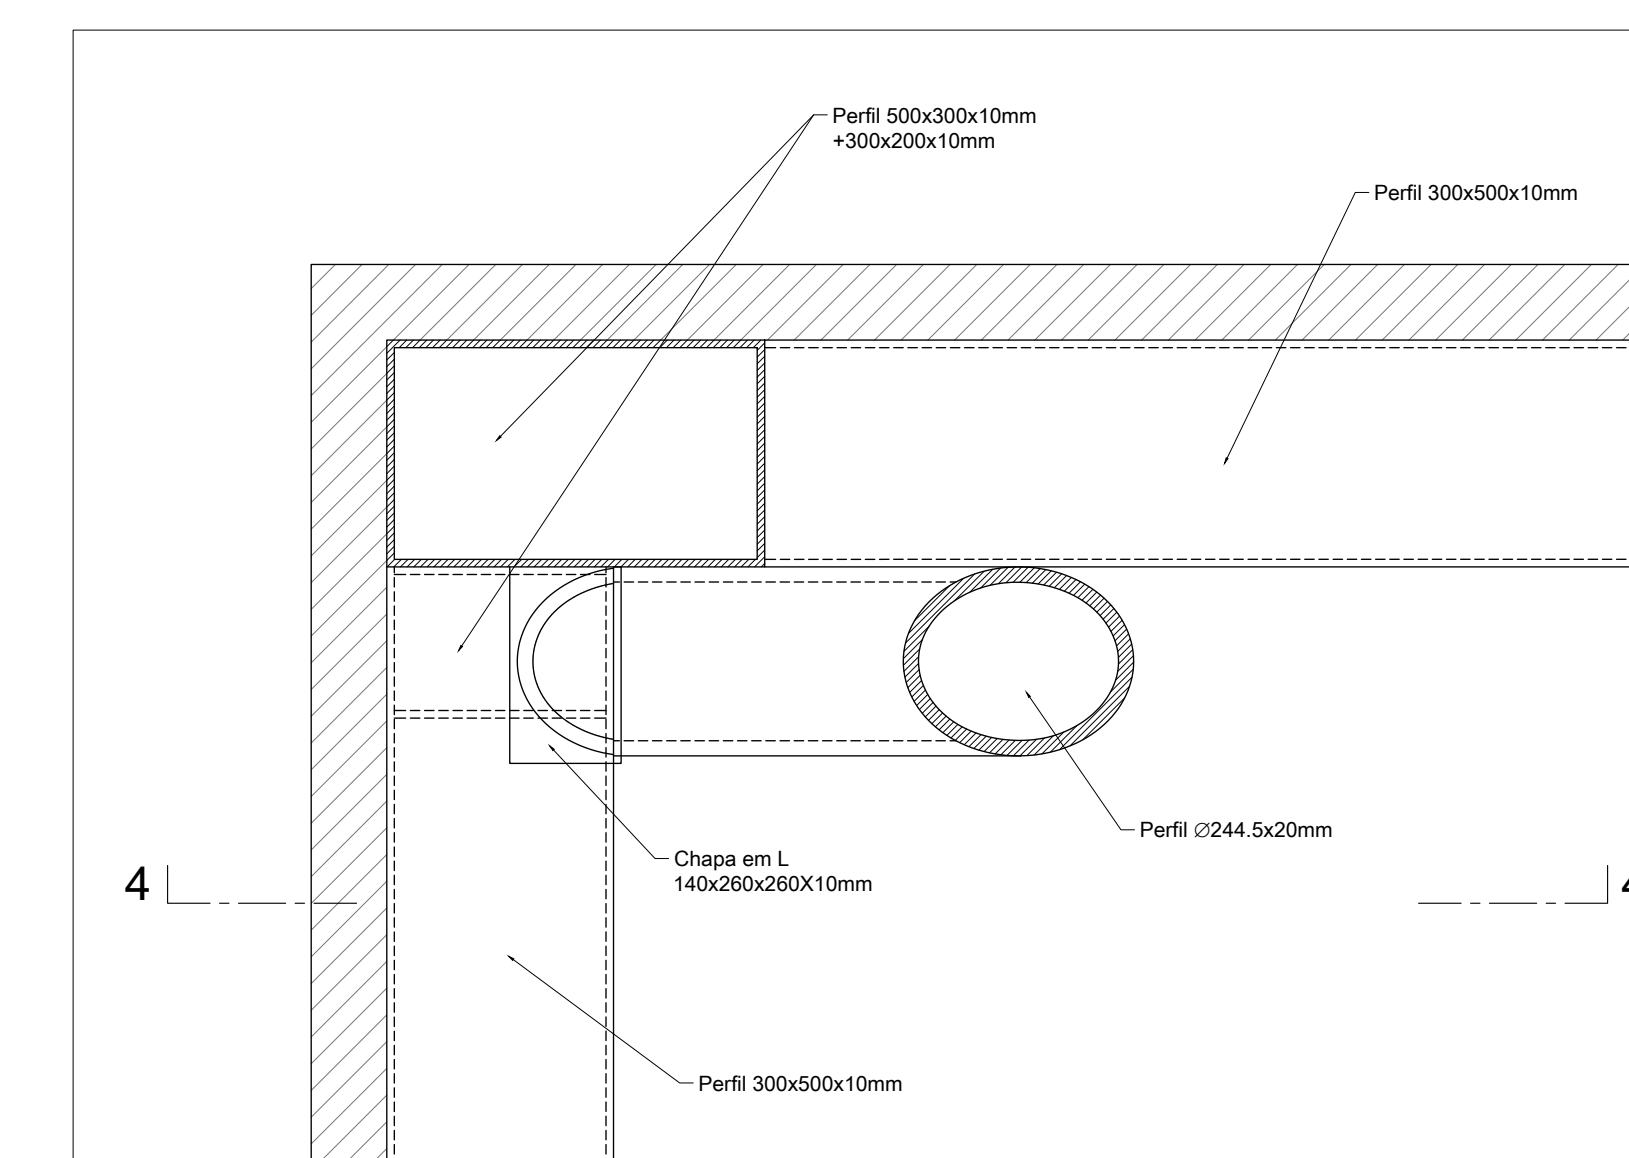 Perfil 500x300x10mm
+300x200x10mm
Perfil 300x500x10mm
Perfil ∅244.5x20mm
Chapa em L
140x260x260X10mm
4
Perfil 300x500x10mm